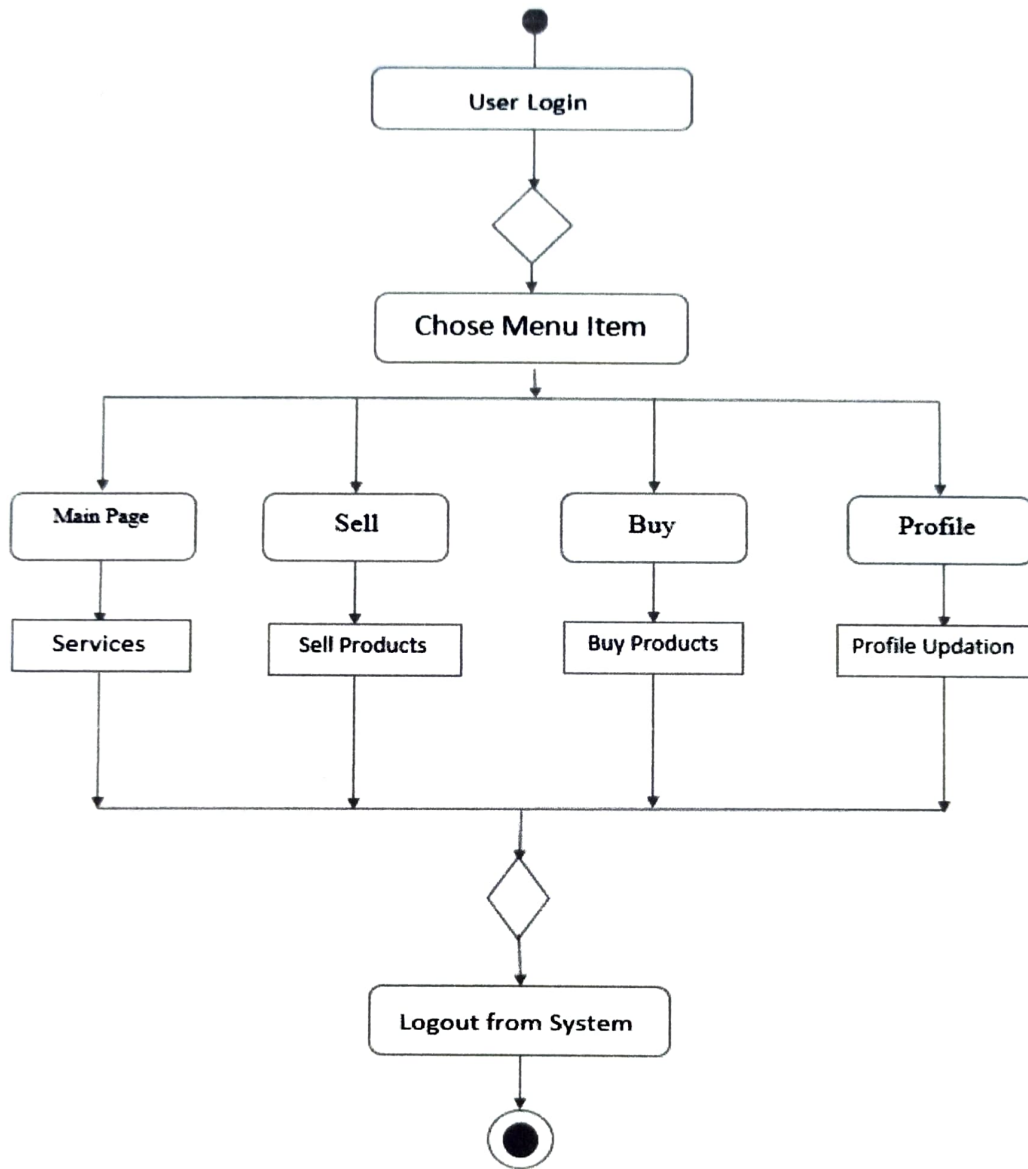 User Login
Chose Menu Item
Main Page
Sell
Buy
Profile
Services
Sell Products
Buy Products
Profile Updation
Logout from System